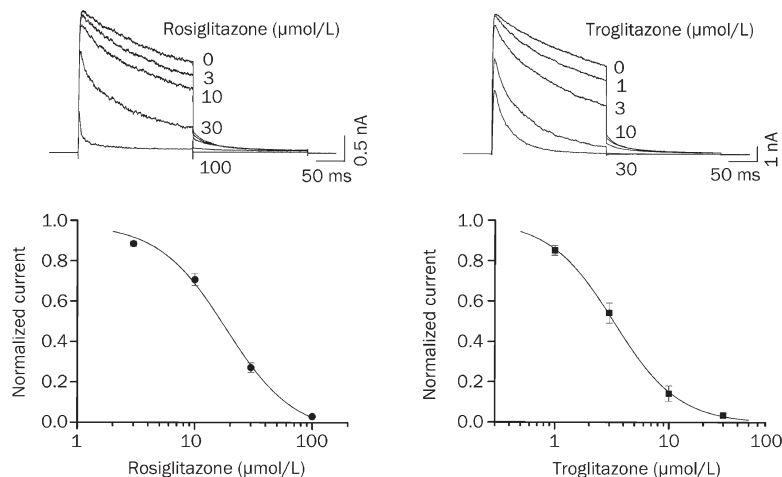 Rosiglitazone (µmol/L)
0
3
10
30
100
0.5 nA
50 ms
Troglitazone (µmol/L)
0
1
3
10
30
1 nA
50 ms
Normalized current
1.0
0.8
0.6
0.4
0.2
0.0
1
10
100
Rosiglitazone (µmol/L)
Normalized current
1.0
0.8
0.6
0.4
0.2
0.0
1
10
100
Troglitazone (µmol/L)